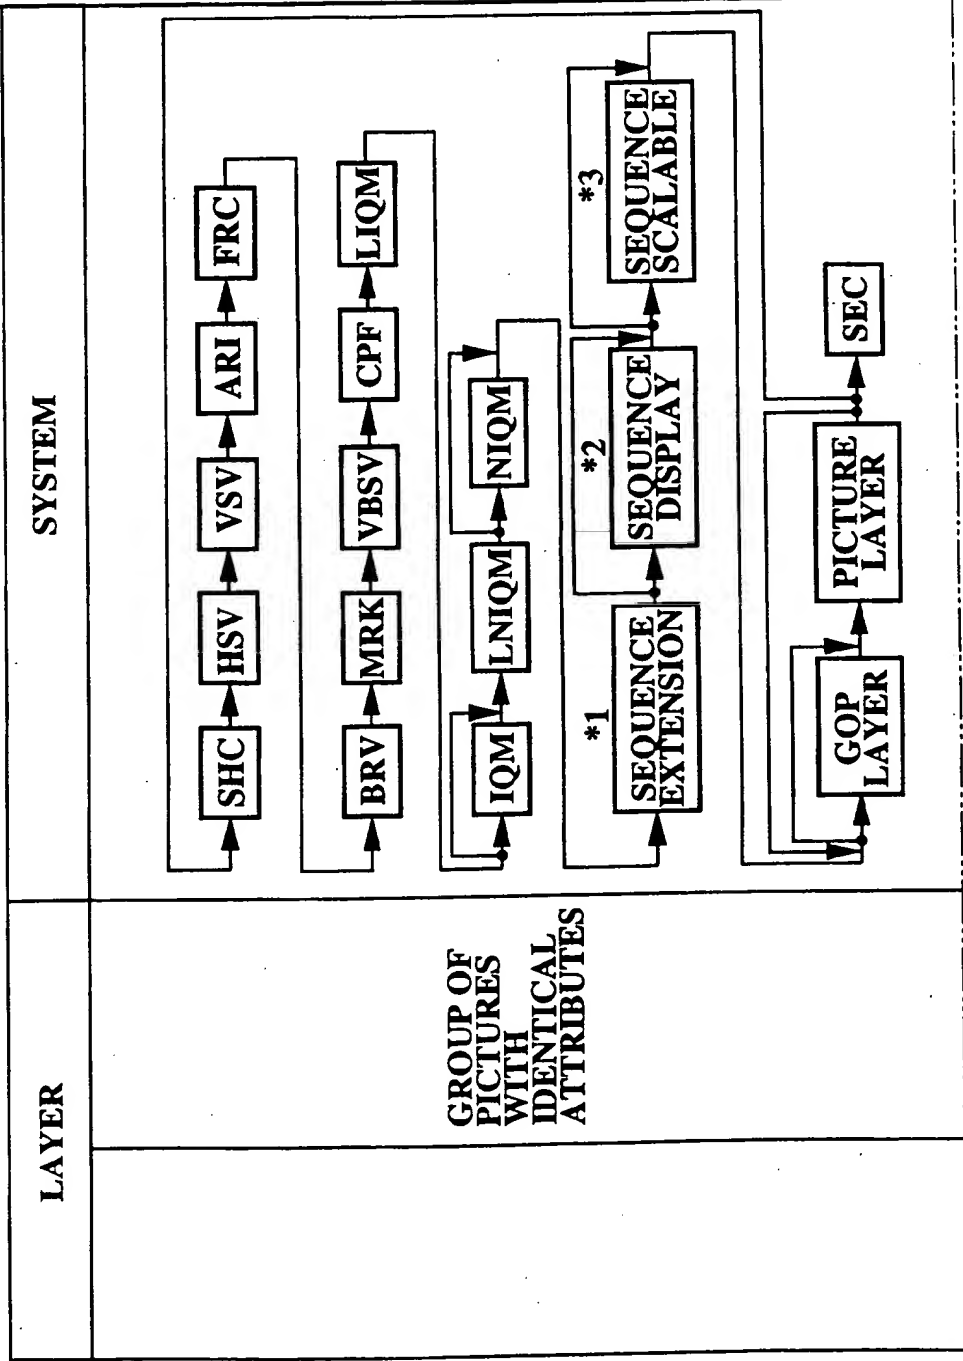 LAYER
SYSTEM
GROUP OF
PICTURES
WITH
IDENTICAL
ATTRIBUTES
SHC
HSV
VSV
ARI
FRC
BRV
MRK
VBSV
CPF
LIQM
IQM
LNIQM
NIQM
*1
SEQUENCE
EXTENSION
*2
SEQUENCE
DISPLAY
*3
SEQUENCE
SCALABLE
GOP
LAYER
PICTURE
LAYER
SEC